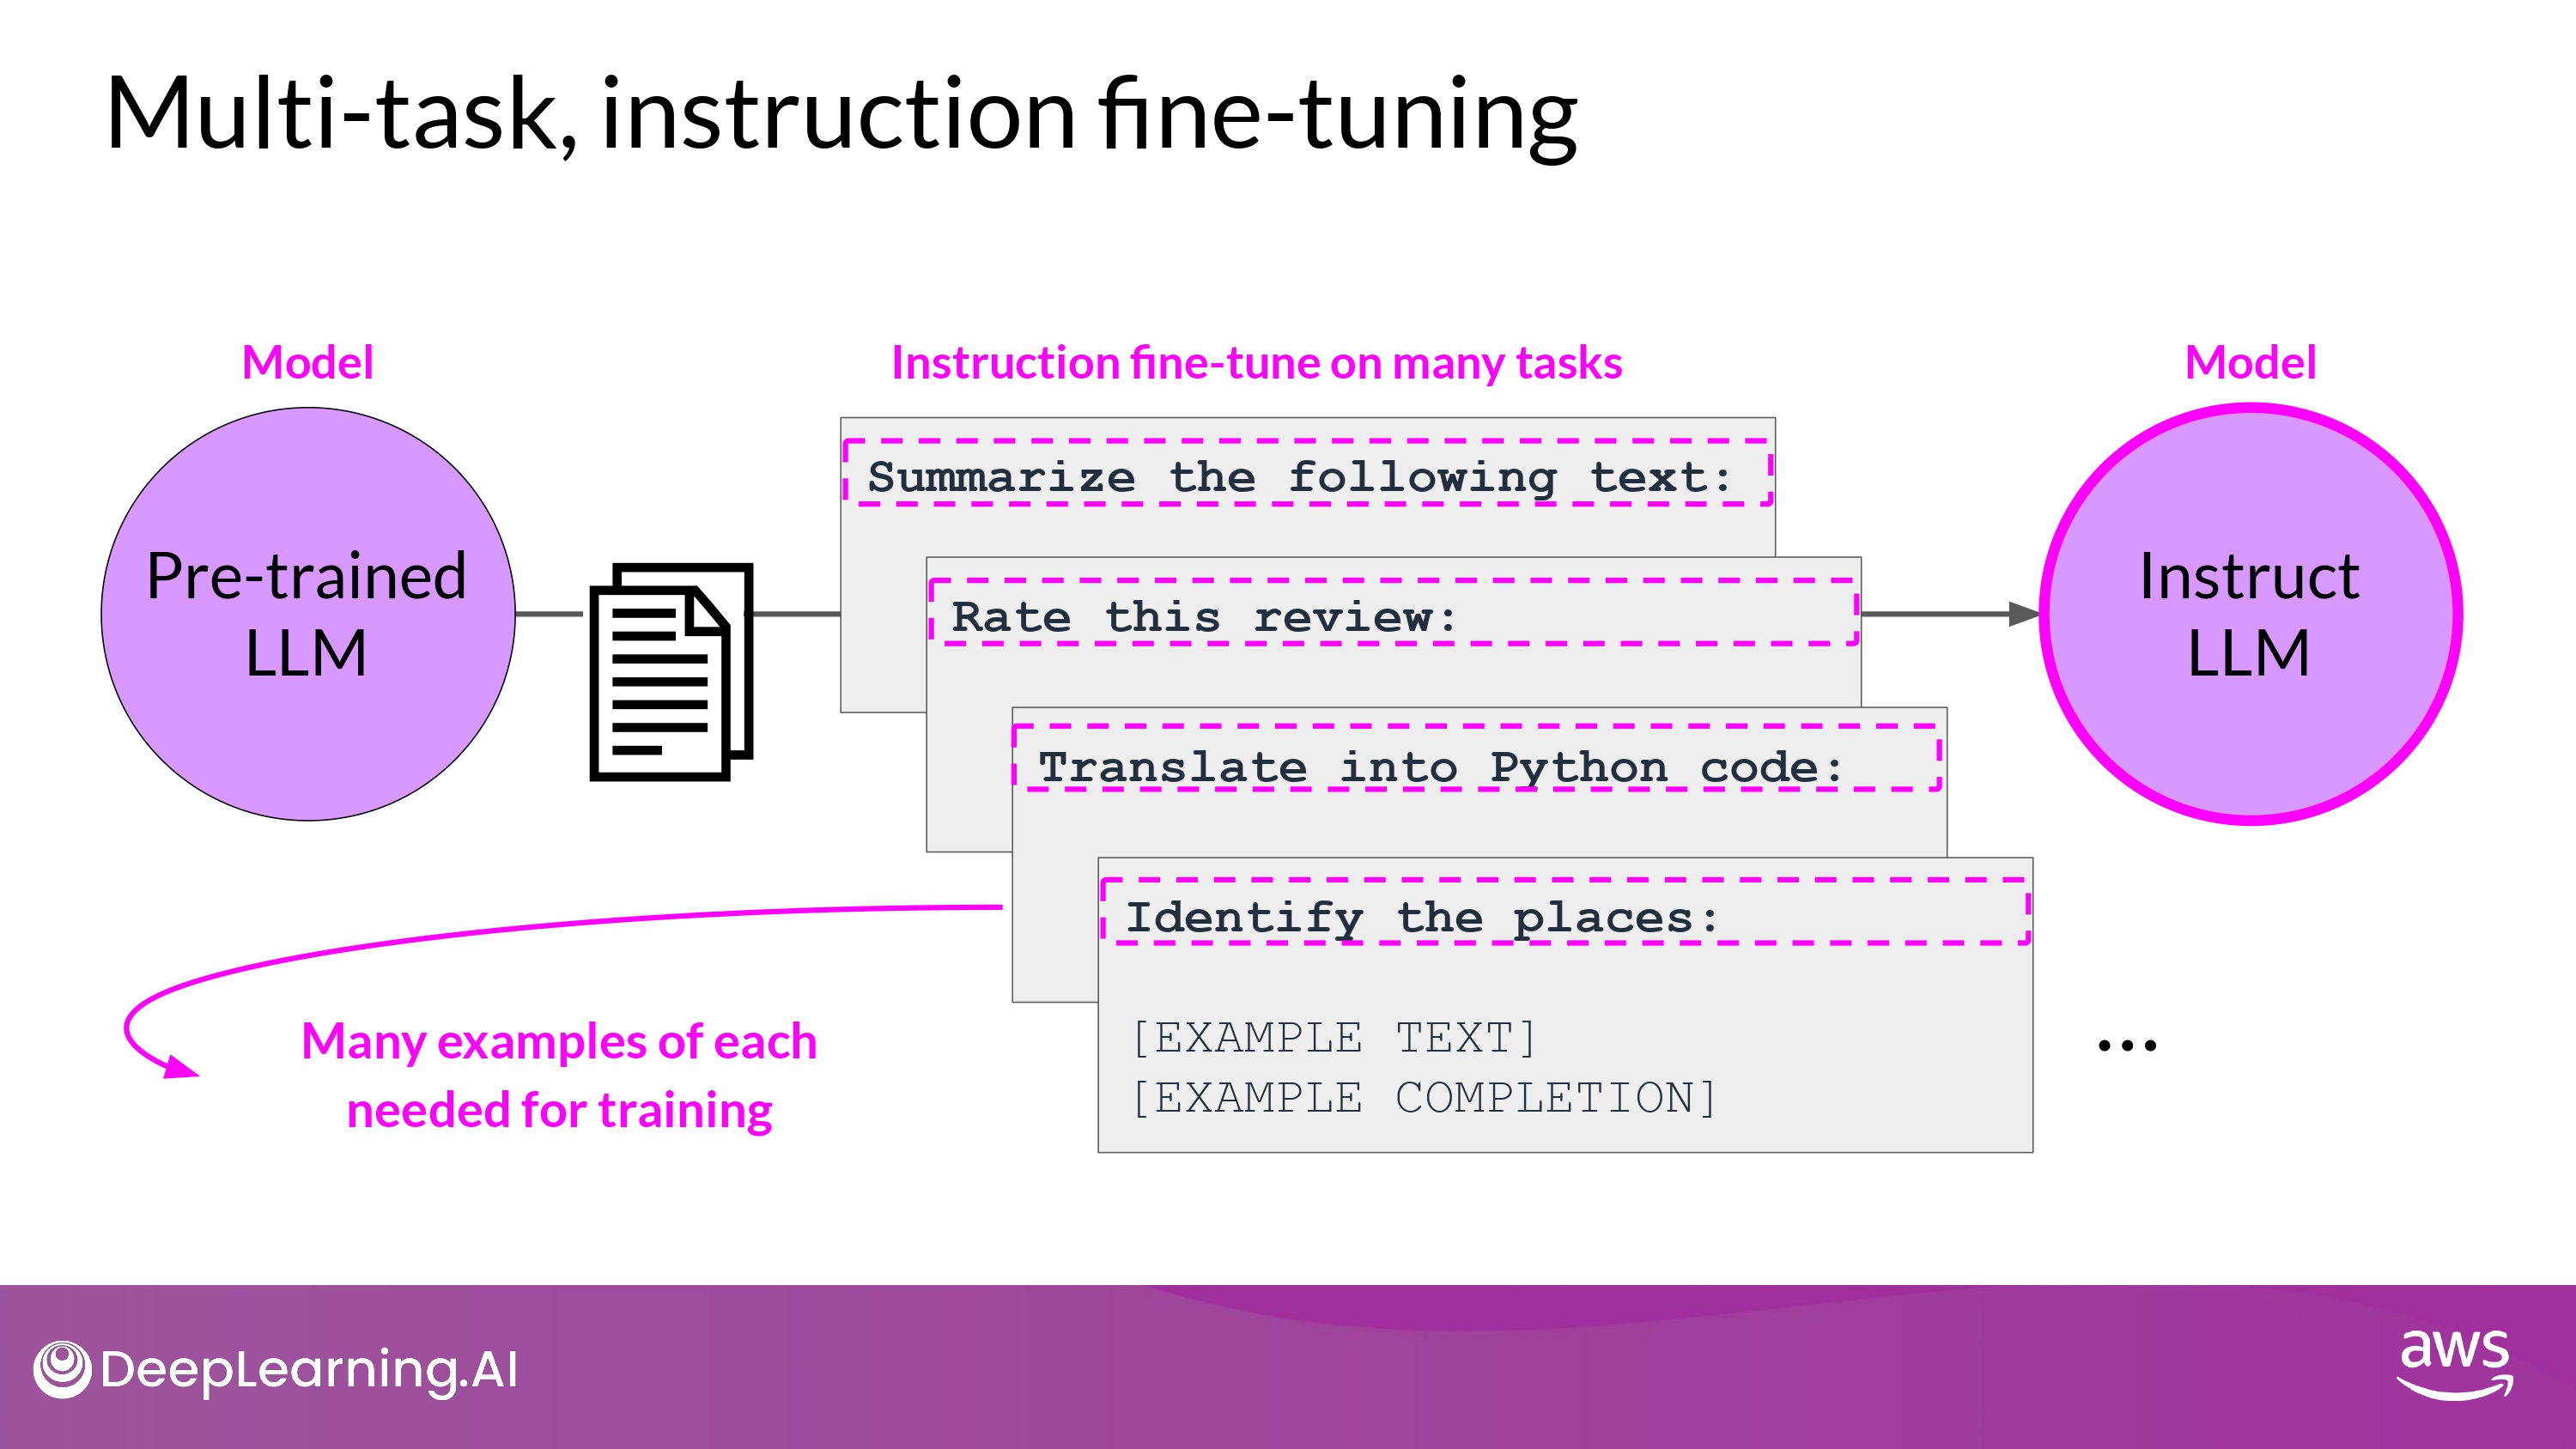 Multi-task, instruction fine-tuning
Model
Instruction fine-tune on many tasks
Model
Pre-trained
LLM
Summarize the following text:
Rate this review:
Translate into Python code:
Identify the places:
[EXAMPLE TEXT]
[EXAMPLE COMPLETION]
Instruct
LLM
Many examples of each
needed for training
...
DeepLearning.AI
aws